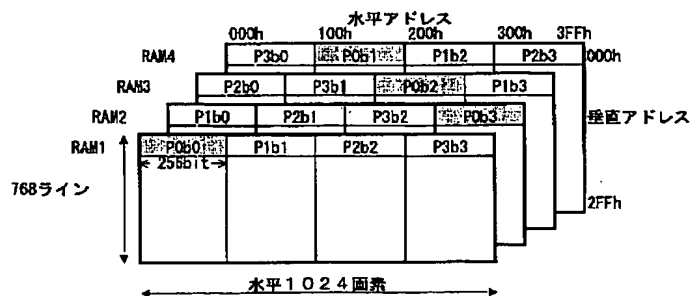 水平アドレス
000h 100h 200h 300h 3FFh
RAM4 P3b0 P0b1 P1b2 P2b3 000h
RAM3 P2b0 P3b1 P0b2 P1b3
RAM2 P1b0 P2b1 P3b2 P0b3 垂直アドレス
RAM1 P0b0 P1b1 P2b2 P3b3
256bit
768ライン
2FFh
水平1024画素